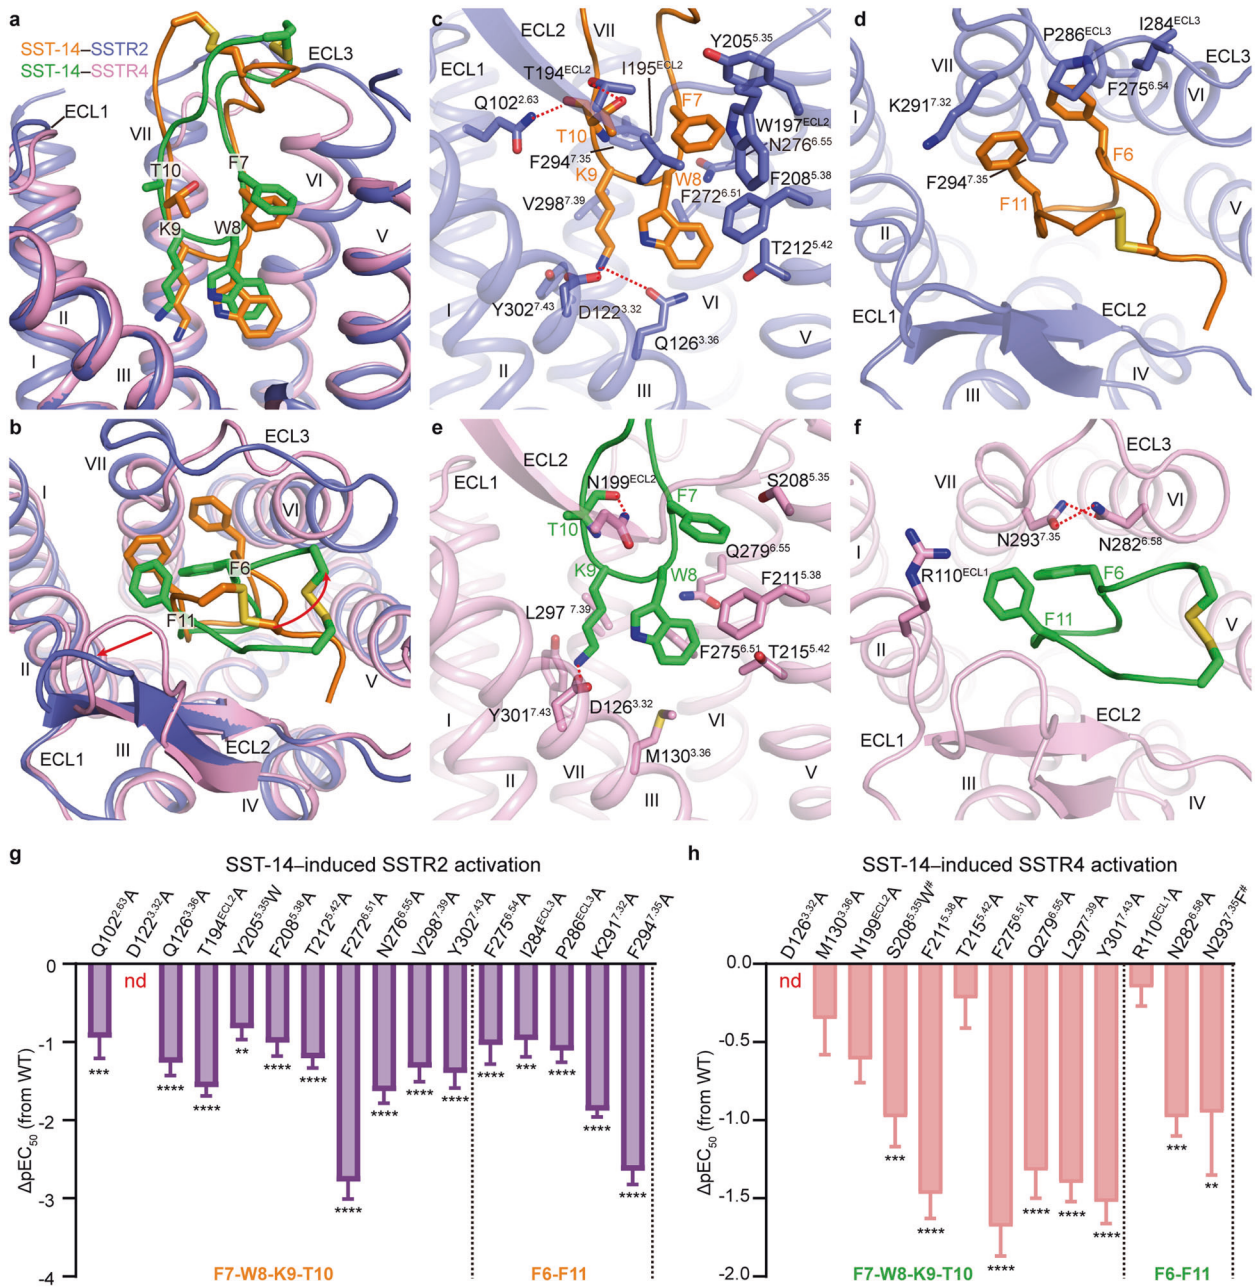 a
SST-14–SSTR2
SST-14–SSTR4
ECL3
ECL1
VII
T10
F7
VI
K9
W8
V
II
I
III
c
ECL2
VII
Y205^5.35
ECL1
T194^ECL2
I195^ECL2
Q102^2.63
F7
T10
W197^ECL2
N276^6.55
F294^7.35
K9
W8
F208^5.38
F272^6.51
V298^7.39
T212^5.42
I
Y302^7.43
D122^3.32
VI
Q126^3.36
V
II
III
d
P286^ECL3
I284^ECL3
ECL3
VII
K291^7.32
F275^6.54
VI
I
F6
F294^7.35
F11
V
II
ECL1
ECL2
IV
III
b
ECL3
VII
I
VI
F6
F11
II
V
ECL1
III
ECL2
IV
e
ECL2
ECL1
N199^ECL2
S208^5.35
F7
T10
Q279^6.55
K9
W8
F211^5.38
L297^7.39
F275^6.51
T215^5.42
I
Y301^7.43
D126^3.32
VI
M130^3.36
V
II
VII
III
f
ECL3
VII
VI
I
N293^7.35
N282^6.58
R110^ECL1
F6
F11
V
II
ECL2
ECL1
III
IV
g
SST-14–induced SSTR2 activation
Q102^2.63A
D122^3.32A
Q126^3.36A
T194^ECL2A
Y205^5.35W
F208^5.38A
T212^5.42A
F272^6.51A
N276^6.55A
V298^7.39A
Y302^7.43A
F275^6.54A
I284^ECL3A
P286^ECL3A
K291^7.32A
F294^7.35A
0
nd
-1
-2
-3
-4
ΔpEC50 (from WT)
***
****
****
**
****
****
****
****
****
****
****
***
****
****
****
F7-W8-K9-T10
F6-F11
h
SST-14–induced SSTR4 activation
D126^3.32A
M130^3.36A
N199^ECL2A
S208^5.35W#
F211^5.38A
T215^5.42A
F275^6.51A
Q279^6.55A
L297^7.39A
Y301^7.43A
R110^ECL1A
N282^6.58A
N293^7.35F#
0.0
nd
-0.5
-1.0
-1.5
-2.0
ΔpEC50 (from WT)
***
****
****
****
****
****
***
**
F7-W8-K9-T10
F6-F11